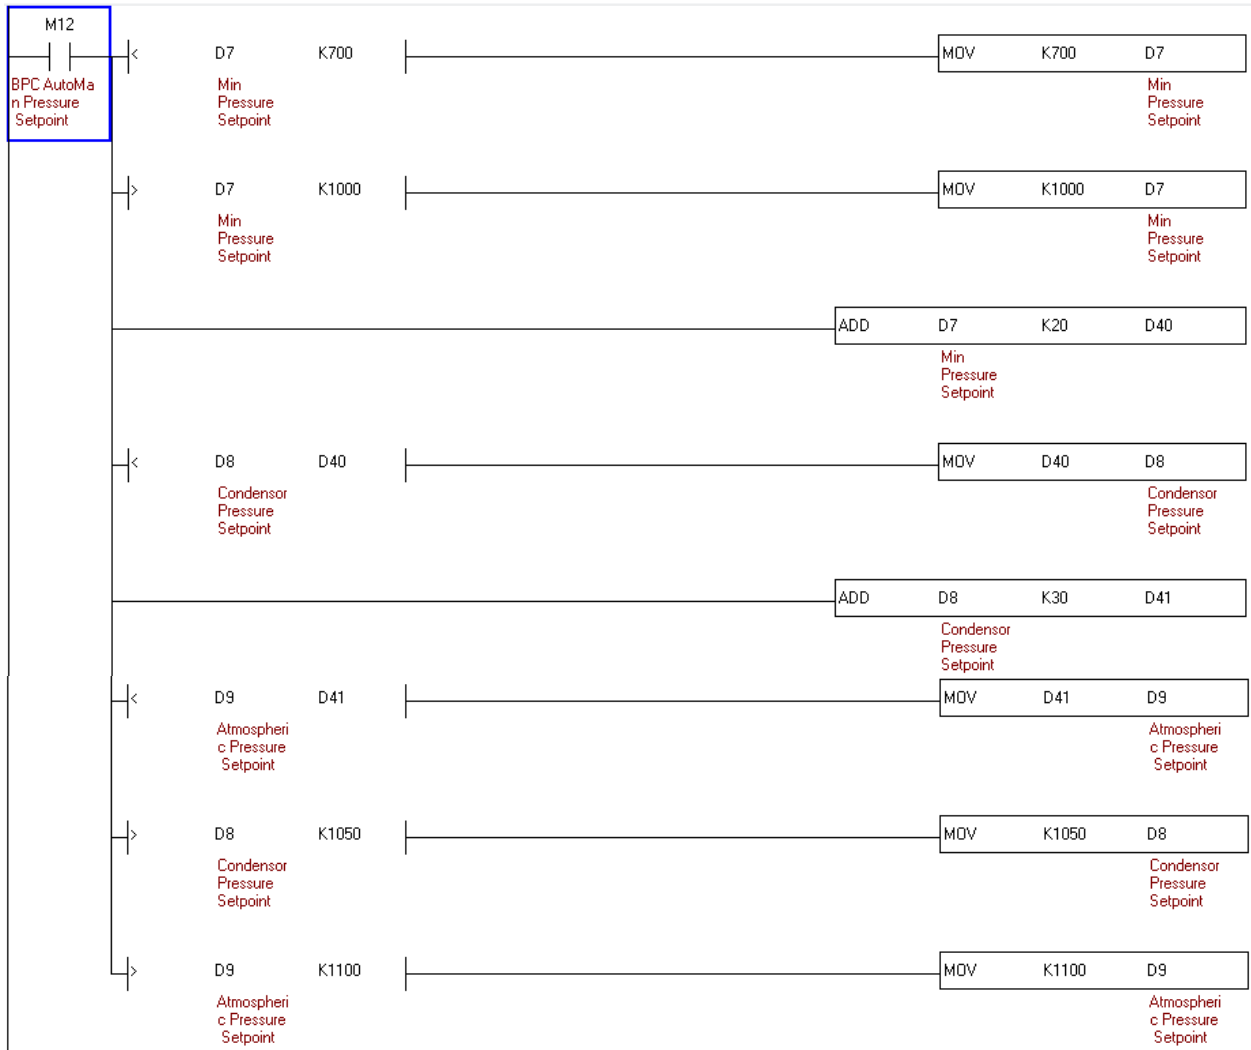 M12
< D7 K700 MOV K700 D7
BPC AutoMa
n Pressure
Setpoint
Min
Pressure
Setpoint
Min
Pressure
Setpoint
> D7 K1000 MOV K1000 D7
Min
Pressure
Setpoint
Min
Pressure
Setpoint
ADD D7 K20 D40
Min
Pressure
Setpoint
< D8 D40 MOV D40 D8
Condensor
Pressure
Setpoint
Condensor
Pressure
Setpoint
ADD D8 K30 D41
Condensor
Pressure
Setpoint
< D9 D41 MOV D41 D9
Atmospheri
c Pressure
Setpoint
Atmospheri
c Pressure
Setpoint
> D8 K1050 MOV K1050 D8
Condensor
Pressure
Setpoint
Condensor
Pressure
Setpoint
> D9 K1100 MOV K1100 D9
Atmospheri
c Pressure
Setpoint
Atmospheri
c Pressure
Setpoint